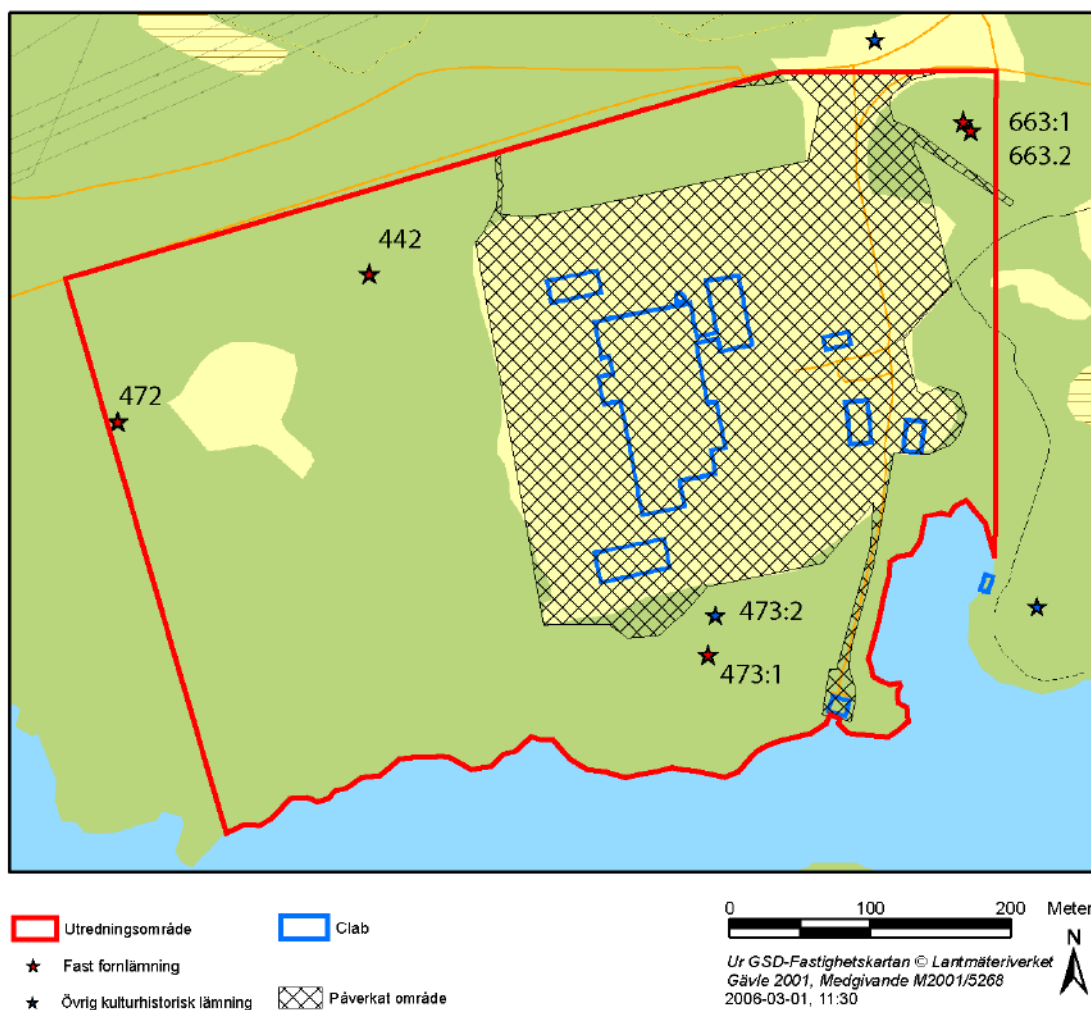 663:1
663.2
442
472
473:2
473:1
Utredningsområde
Clab
Fast fornlämning
Övrig kulturhistorisk lämning
Påverkat område
0 100 200 Meter
N
Ur GSD-Fastighetskartan © Lantmäteriverket
Gävle 2001, Medgivande M2001/5268
2006-03-01, 11:30